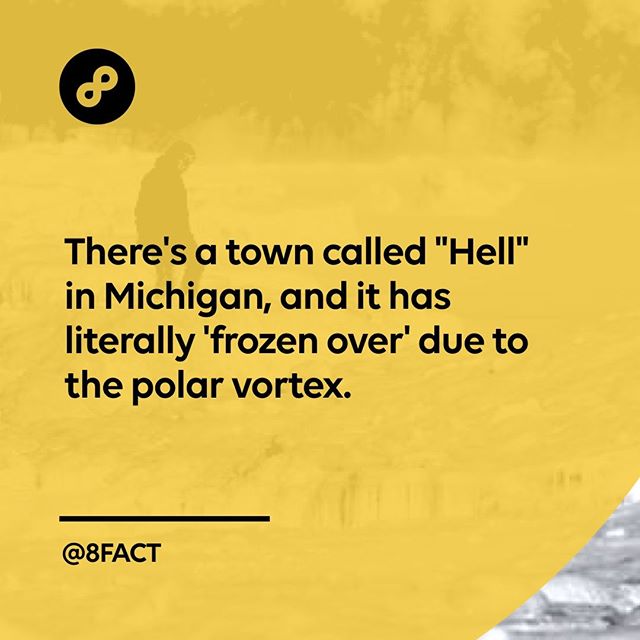 There's a town called "Hell"
in Michigan, and it has
literally 'frozen over' due to
the polar vortex.
@8FACT